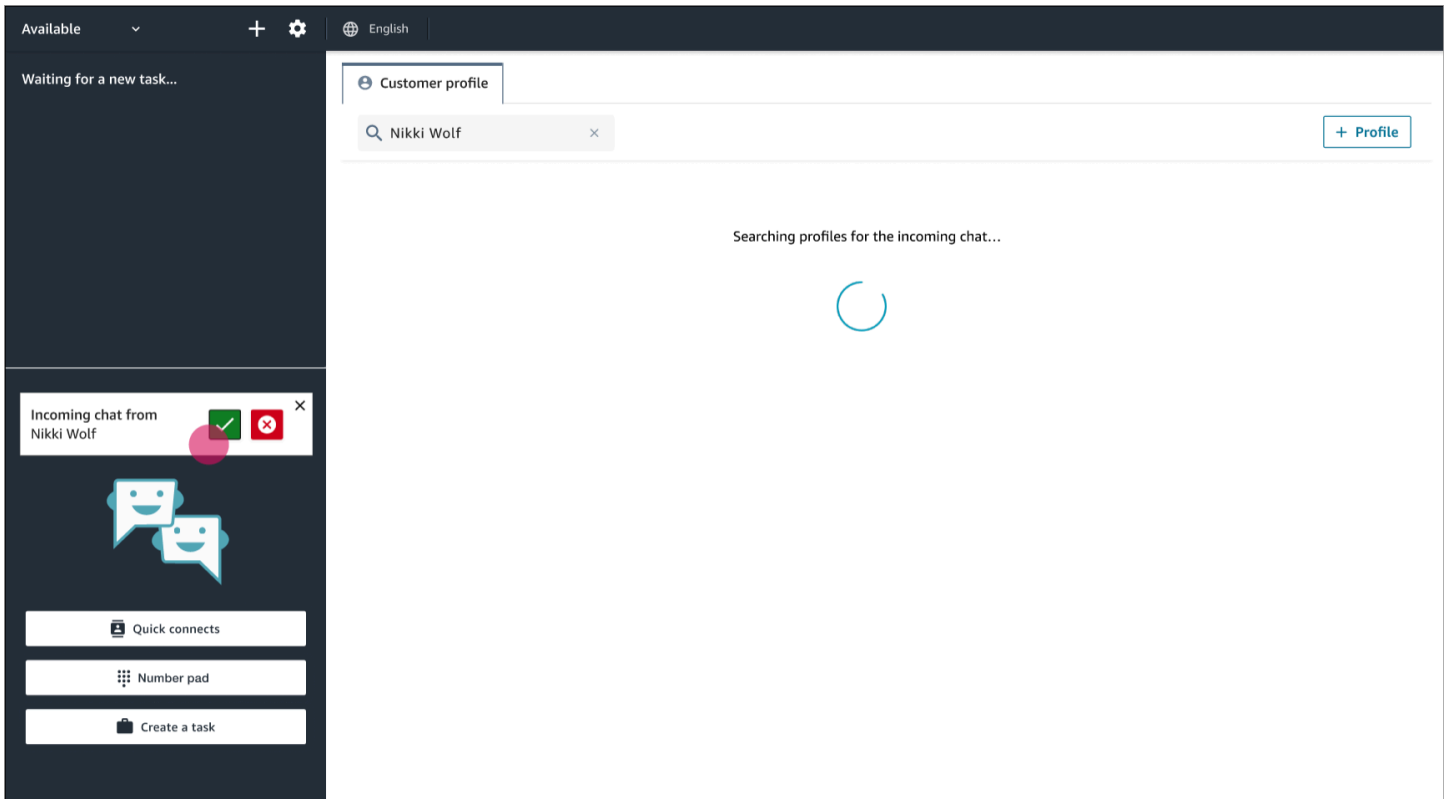 Available
English
Waiting for a new task...
Customer profile
Nikki Wolf
+ Profile
Searching profiles for the incoming chat...
Incoming chat from
Nikki Wolf
Quick connects
Number pad
Create a task